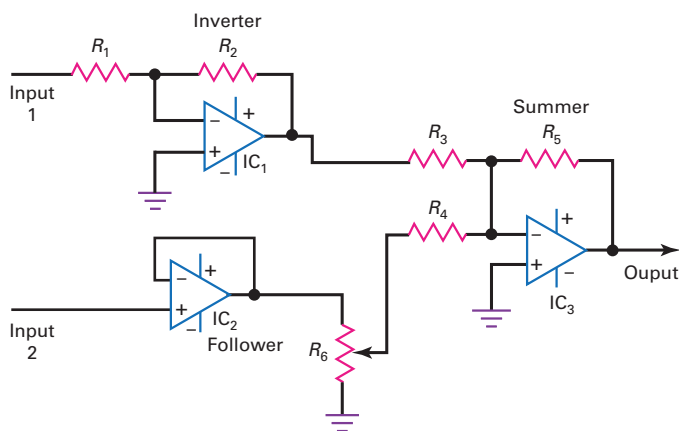 Inverter
R1
R2
Input
1
−
+
+
−
IC1
Summer
R3
R5
R4
−
+
+
−
IC3
Ouput
−
+
+
−
IC2
Input
2
Follower
R6